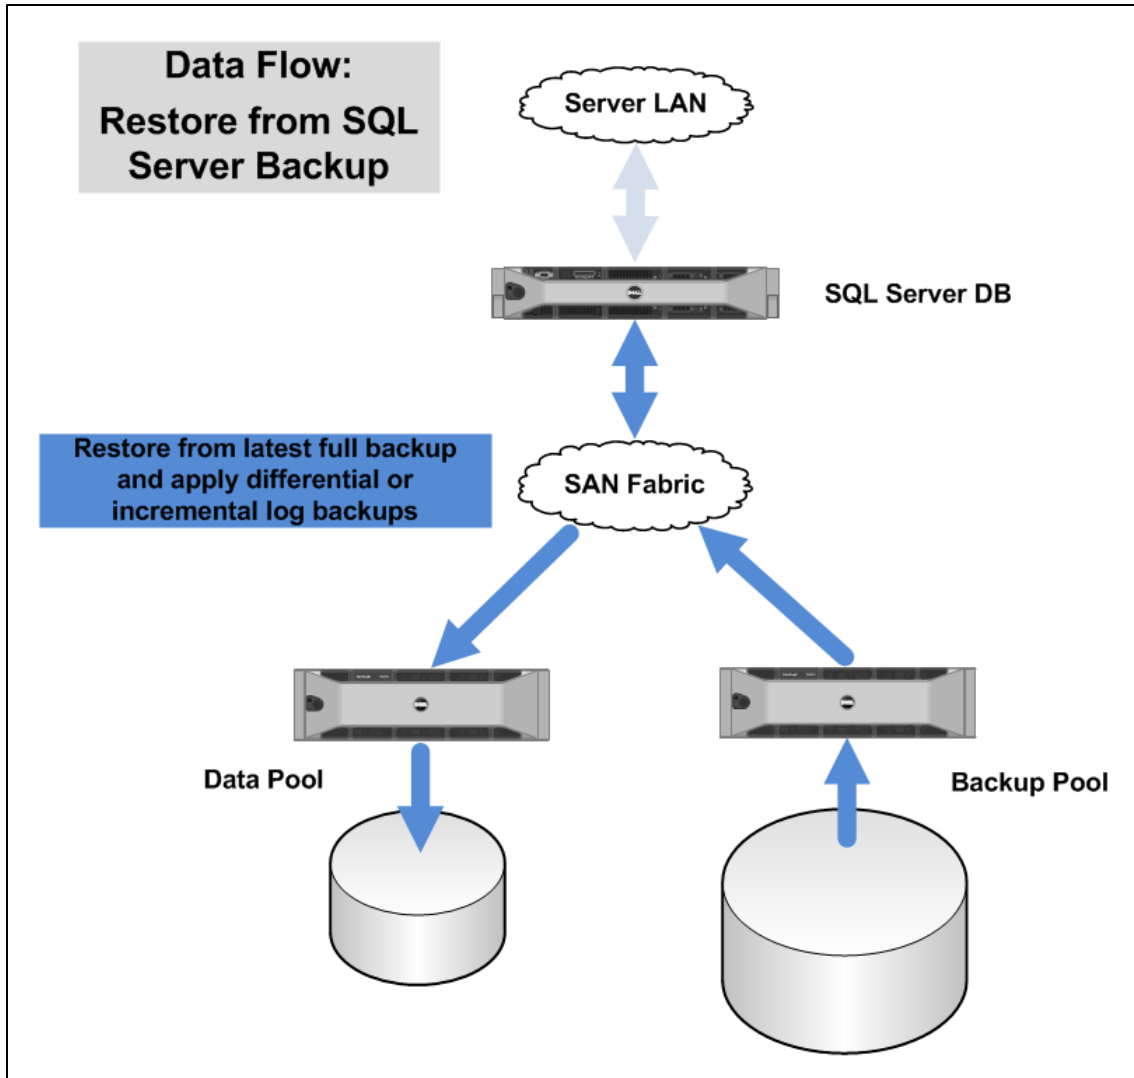 Data Flow:
Restore from SQL
Server Backup
Server LAN
SQL Server DB
Restore from latest full backup
and apply differential or
incremental log backups
SAN Fabric
Data Pool
Backup Pool